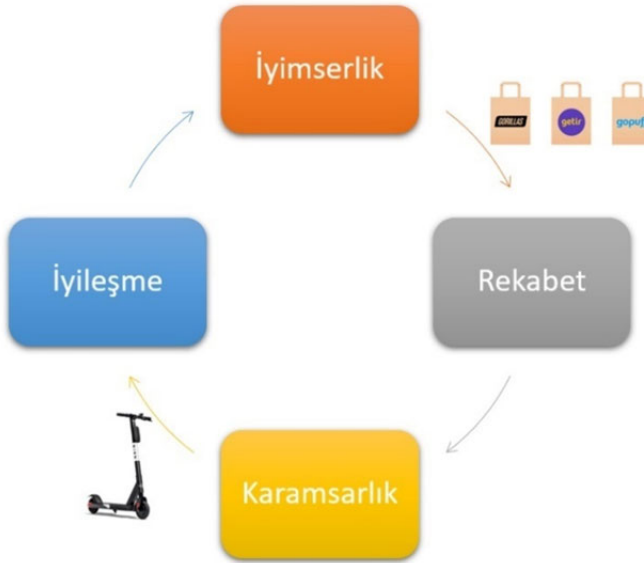 İyimserlik
GORILLAS
getir
gopuf
İyileşme
Rekabet
Karamsarlık